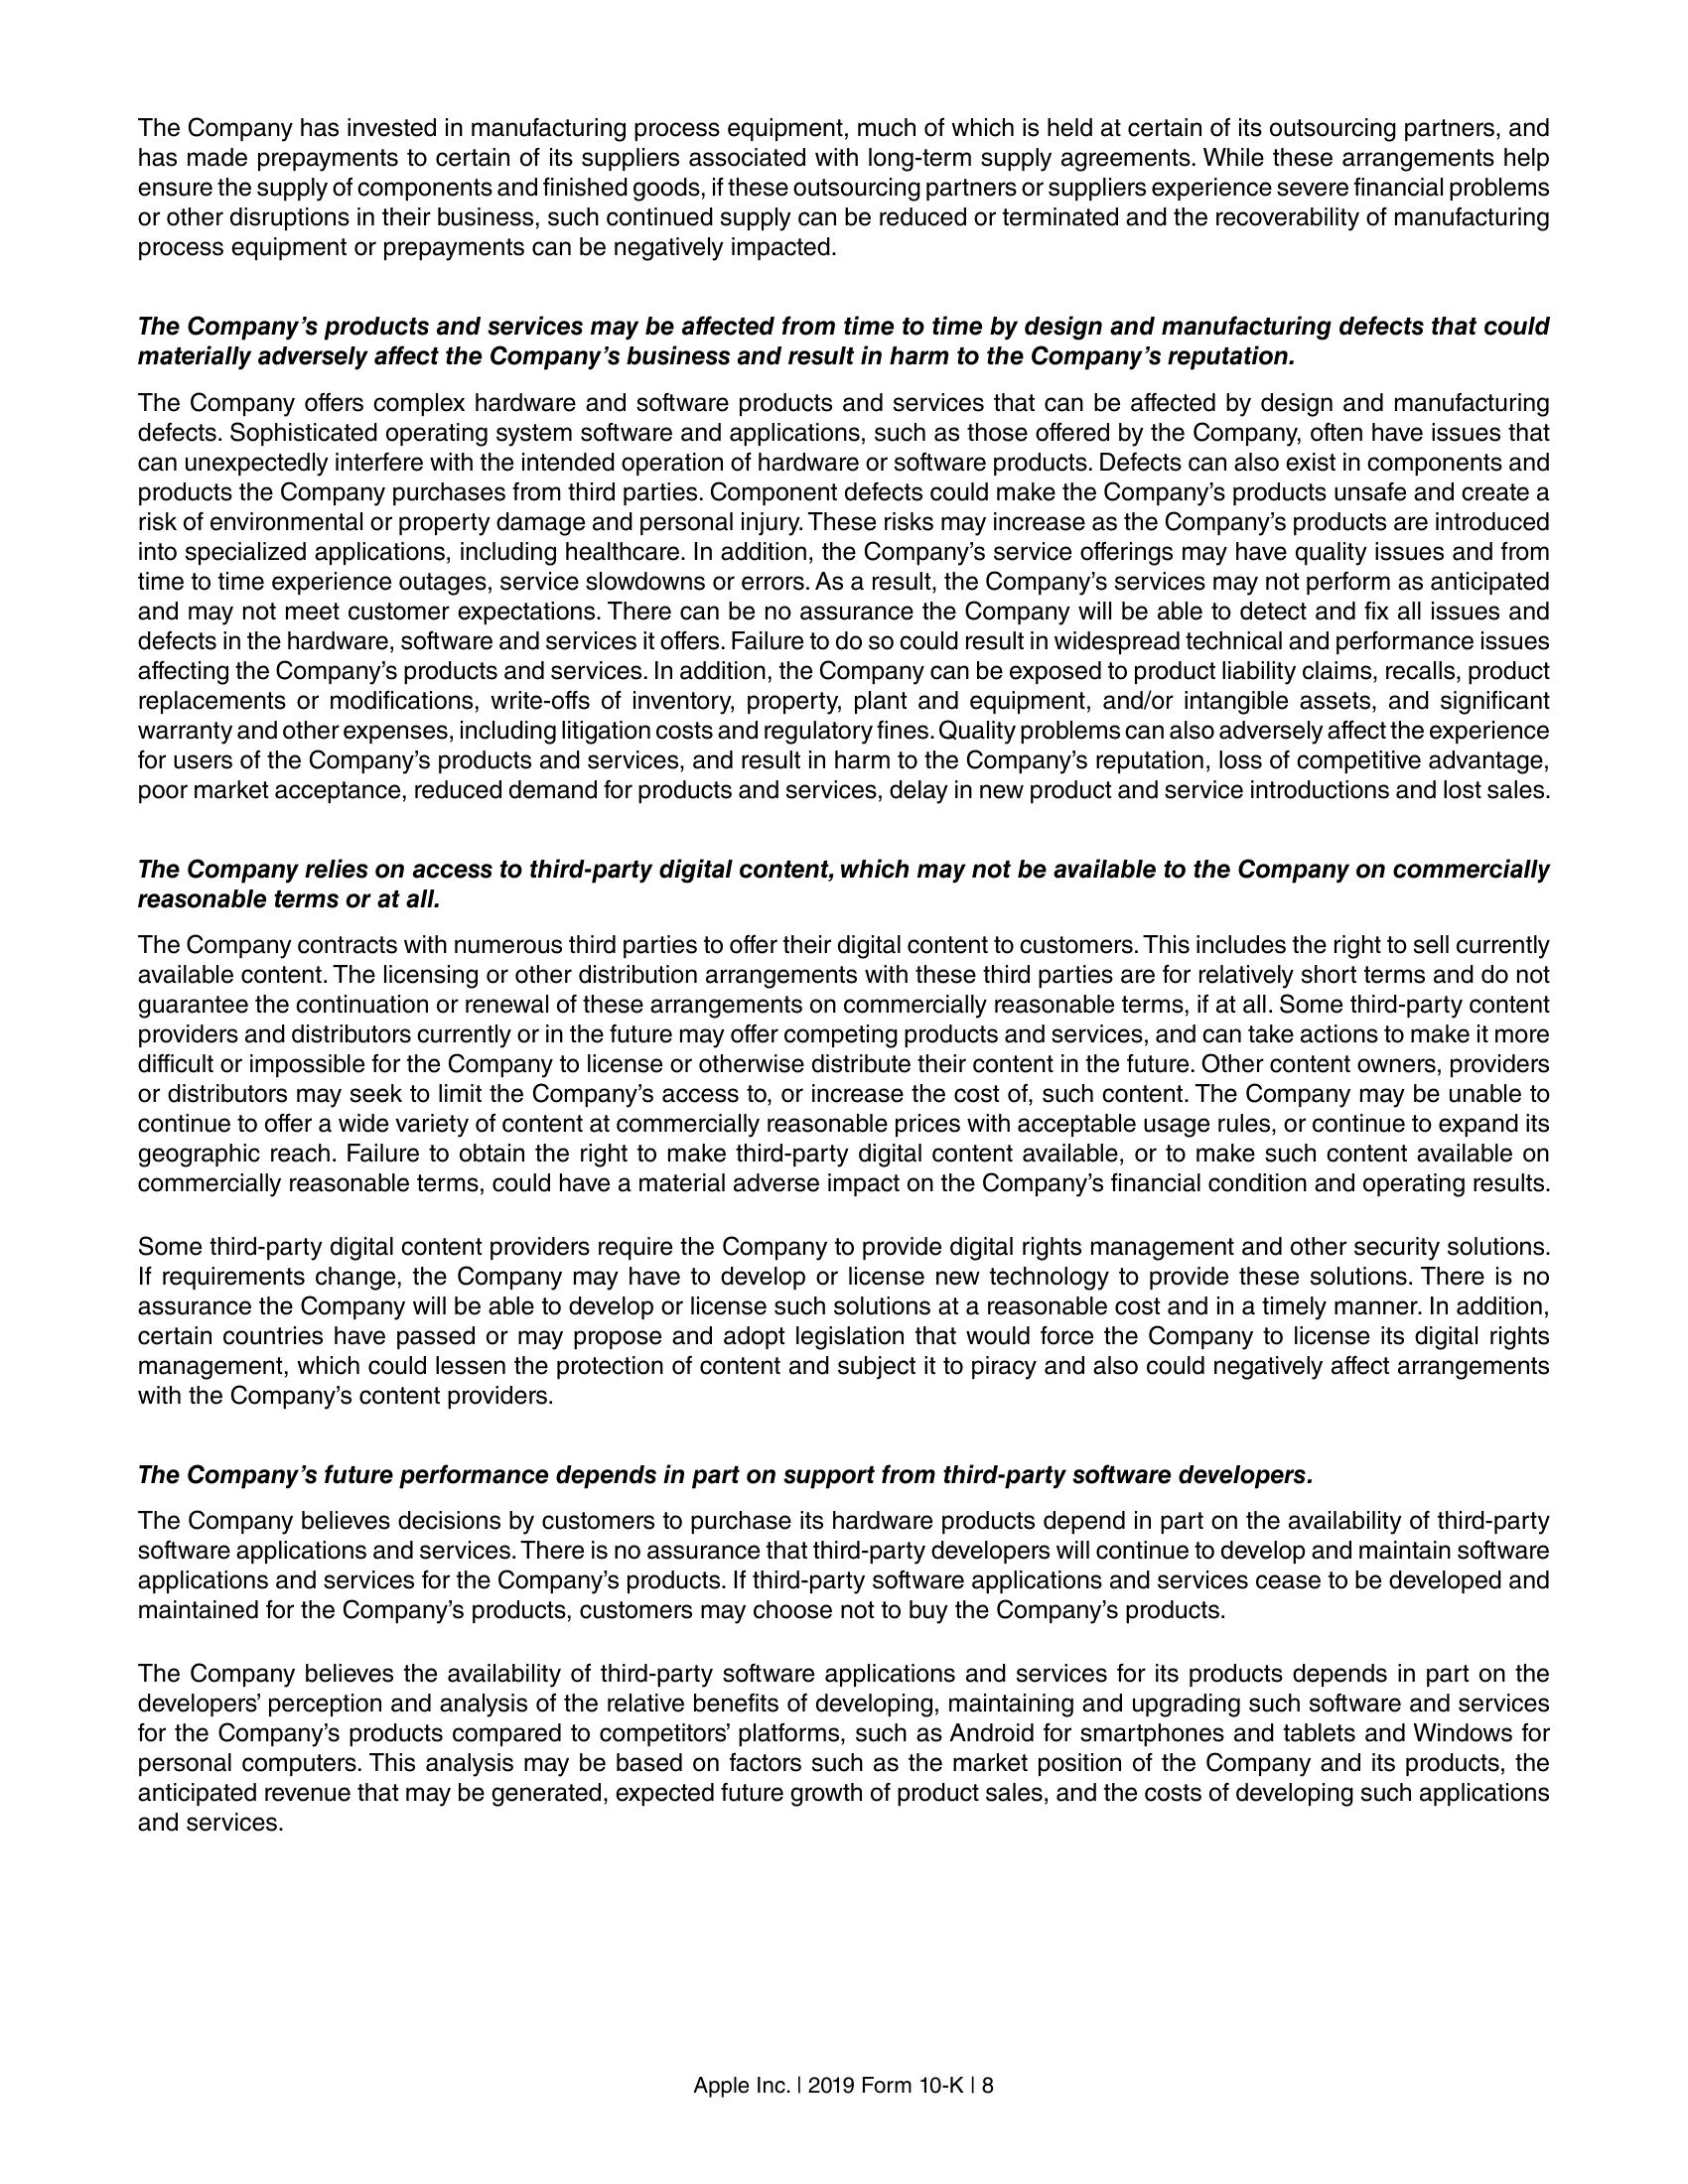 The Company has invested in manufacturing process equipment, much of which is held at certain of its outsourcing partners, and
has made prepayments to certain of its suppliers associated with long-term supply agreements. While these arrangements help
ensure the supply of components and finished goods, if these outsourcing partners or suppliers experience severe financial problems
or other disruptions in their business, such continued supply can be reduced or terminated and the recoverability of manufacturing
process equipment or prepayments can be negatively impacted.
The Company’s products and services may be affected from time to time by design and manufacturing defects that could
materially adversely affect the Company’s business and result in harm to the Company’s reputation.
The Company offers complex hardware and software products and services that can be affected by design and manufacturing
defects. Sophisticated operating system software and applications, such as those offered by the Company, often have issues that
can unexpectedly interfere with the intended operation of hardware or software products. Defects can also exist in components and
products the Company purchases from third parties. Component defects could make the Company’s products unsafe and create a
risk of environmental or property damage and personal injury. These risks may increase as the Company’s products are introduced
into specialized applications, including healthcare. In addition, the Company’s service offerings may have quality issues and from
time to time experience outages, service slowdowns or errors. As a result, the Company’s services may not perform as anticipated
and may not meet customer expectations. There can be no assurance the Company will be able to detect and fix all issues and
defects in the hardware, software and services it offers. Failure to do so could result in widespread technical and performance issues
affecting the Company’s products and services. In addition, the Company can be exposed to product liability claims, recalls, product
replacements or modifications, write-offs of inventory, property, plant and equipment, and/or intangible assets, and significant
warranty and other expenses, including litigation costs and regulatory fines. Quality problems can also adversely affect the experience
for users of the Company’s products and services, and result in harm to the Company’s reputation, loss of competitive advantage,
poor market acceptance, reduced demand for products and services, delay in new product and service introductions and lost sales.
The Company relies on access to third-party digital content, which may not be available to the Company on commercially
reasonable terms or at all.
The Company contracts with numerous third parties to offer their digital content to customers. This includes the right to sell currently
available content. The licensing or other distribution arrangements with these third parties are for relatively short terms and do not
guarantee the continuation or renewal of these arrangements on commercially reasonable terms, if at all. Some third-party content
providers and distributors currently or in the future may offer competing products and services, and can take actions to make it more
difficult or impossible for the Company to license or otherwise distribute their content in the future. Other content owners, providers
or distributors may seek to limit the Company’s access to, or increase the cost of, such content. The Company may be unable to
continue to offer a wide variety of content at commercially reasonable prices with acceptable usage rules, or continue to expand its
geographic reach. Failure to obtain the right to make third-party digital content available, or to make such content available on
commercially reasonable terms, could have a material adverse impact on the Company’s financial condition and operating results.
Some third-party digital content providers require the Company to provide digital rights management and other security solutions.
If requirements change, the Company may have to develop or license new technology to provide these solutions. There is no
assurance the Company will be able to develop or license such solutions at a reasonable cost and in a timely manner. In addition,
certain countries have passed or may propose and adopt legislation that would force the Company to license its digital rights
management, which could lessen the protection of content and subject it to piracy and also could negatively affect arrangements
with the Company’s content providers.
The Company’s future performance depends in part on support from third-party software developers.
The Company believes decisions by customers to purchase its hardware products depend in part on the availability of third-party
software applications and services. There is no assurance that third-party developers will continue to develop and maintain software
applications and services for the Company’s products. If third-party software applications and services cease to be developed and
maintained for the Company’s products, customers may choose not to buy the Company’s products.
The Company believes the availability of third-party software applications and services for its products depends in part on the
developers’ perception and analysis of the relative benefits of developing, maintaining and upgrading such software and services
for the Company’s products compared to competitors’ platforms, such as Android for smartphones and tablets and Windows for
personal computers. This analysis may be based on factors such as the market position of the Company and its products, the
anticipated revenue that may be generated, expected future growth of product sales, and the costs of developing such applications
and services.
Apple Inc. | 2019 Form 10-K | 8